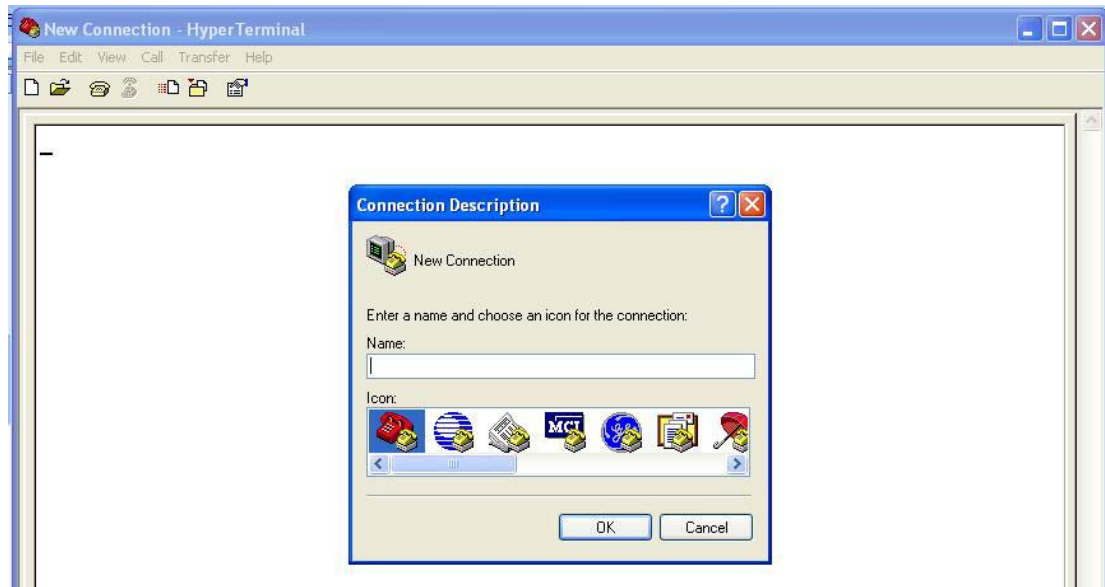 New Connection - HyperTerminal
File Edit View Call Transfer Help
Connection Description
New Connection
Enter a name and choose an icon for the connection:
Name:
Icon:
MCI
OK Cancel